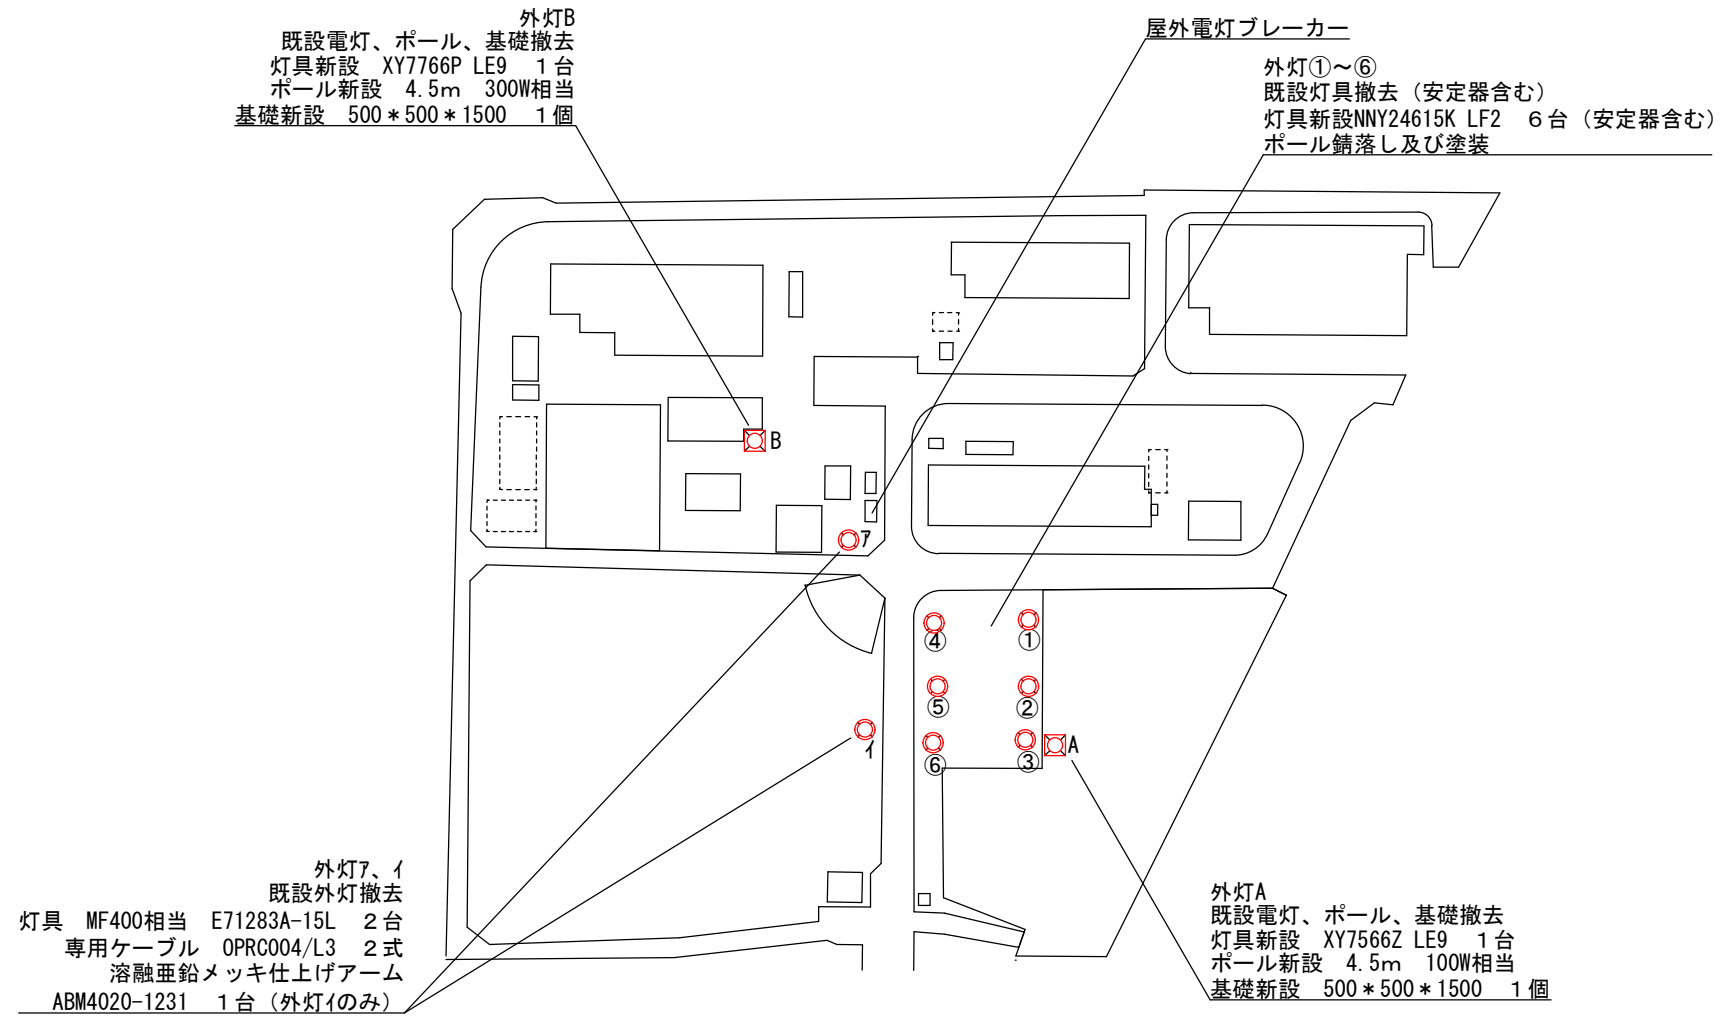 外灯B
既設電灯、ポール、基礎撤去
灯具新設　XY7766P LE9　１台
ポール新設　4.5ｍ　300W相当
基礎新設　500＊500＊1500　１個
屋外電灯ブレーカー
外灯①～⑥
既設灯具撤去（安定器含む）
灯具新設NNY24615K LF2　６台（安定器含む）
ポール錆落し及び塗装
B
ｱ
④
①
⑤
②
ｲ
⑥
③
A
外灯ｱ、ｲ
既設外灯撤去
灯具　MF400相当　E71283A-15L　２台
専用ケーブル　OPRC004/L3　２式
溶融亜鉛メッキ仕上げアーム
ABM4020-1231　１台（外灯ｲのみ）
外灯A
既設電灯、ポール、基礎撤去
灯具新設　XY7566Z LE9　１台
ポール新設　4.5ｍ　100W相当
基礎新設　500＊500＊1500　１個